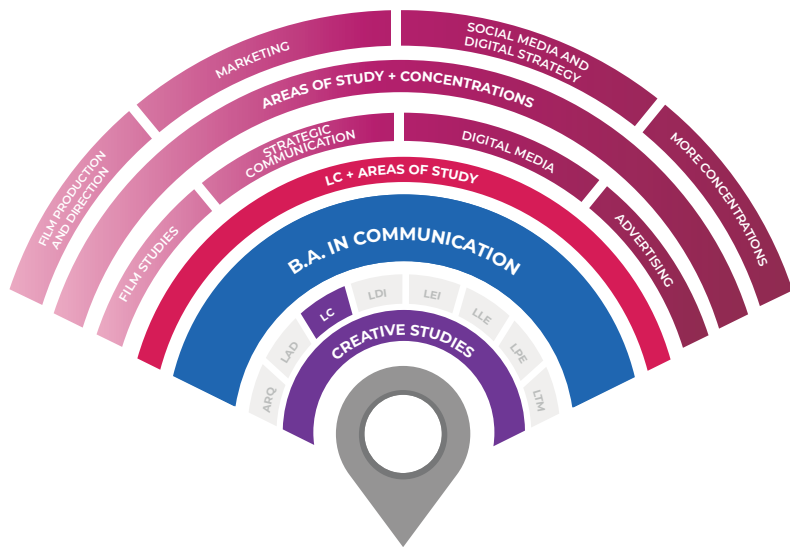 MARKETING
SOCIAL MEDIA AND
DIGITAL STRATEGY
FILM PRODUCTION
AND DIRECTION
AREAS OF STUDY + CONCENTRATIONS
MORE CONCENTRATIONS
STRATEGIC
COMMUNICATION
DIGITAL MEDIA
FILM STUDIES
LC + AREAS OF STUDY
ADVERTISING
B.A. IN COMMUNICATION
ARQ
LAD
LC
LDI
LEI
LLE
LPE
LTM
CREATIVE STUDIES